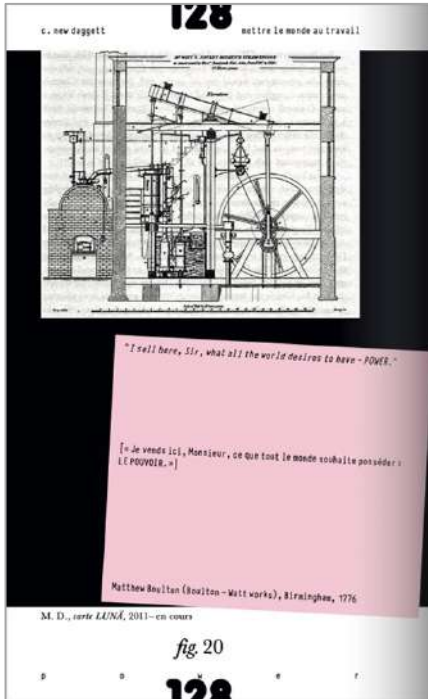 128
c. new daggett mettre le monde au travail
Elevation
"I sell here, Sir, what all the world desires to have – POWER."
[« Je vends ici, Monsieur, ce que tout le monde souhaite posséder :
LE POUVOIR. »]
Matthew Boulton (Boulton – Watt works), Birmingham, 1776
M. D., carte LUNĂ, 2011– en cours
fig. 20
p o w e r
128